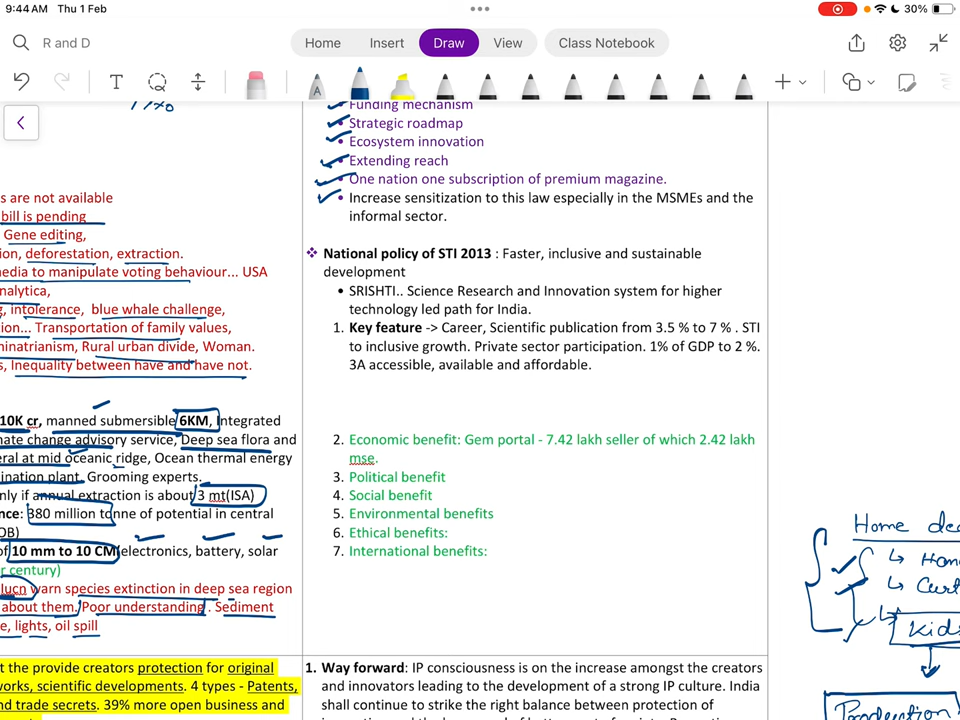 9:44 AM Thu 1 Feb
30%
R and D
Home Insert Draw View Class Notebook
T
A
1970
Funding mechanism
• Strategic roadmap
• Ecosystem innovation
• Extending reach
• One nation one subscription of premium magazine.
• Increase sensitization to this law especially in the MSMEs and the
informal sector.
s are not available
bill is pending
Gene editing,
ion, deforestation, extraction.
nedia to manipulate voting behaviour... USA
nalytica,
g, intolerance, blue whale challenge,
ion... Transportation of family values,
minatrianism, Rural urban divide, Woman.
s, Inequality between have and have not.
❖ National policy of STI 2013 : Faster, inclusive and sustainable
development
• SRISHTI.. Science Research and Innovation system for higher
technology led path for India.
1. Key feature -> Career, Scientific publication from 3.5 % to 7 % . STI
to inclusive growth. Private sector participation. 1% of GDP to 2 %.
3A accessible, available and affordable.
2. Economic benefit: Gem portal - 7.42 lakh seller of which 2.42 lakh
mse.
3. Political benefit
4. Social benefit
5. Environmental benefits
6. Ethical benefits:
7. International benefits:
10K cr, manned submersible 6KM, Integrated
nate change advisory service, Deep sea flora and
eral at mid oceanic ridge, Ocean thermal energy
ination plant. Grooming experts.
only if annual extraction is about 3 mt(ISA)
nce: 380 million tonne of potential in central
OB)
of 10 mm to 10 CM electronics, battery, solar
r century)
Iucn warn species extinction in deep sea region
about them. Poor understanding . Sediment
e, lights, oil spill
t the provide creators protection for original
works, scientific developments. 4 types - Patents,
nd trade secrets. 39% more open business and
1. Way forward: IP consciousness is on the increase amongst the creators
and innovators leading to the development of a strong IP culture. India
shall continue to strike the right balance between protection of
Home dec
↳ Hom
↳ Curt
↳ Kids
Production